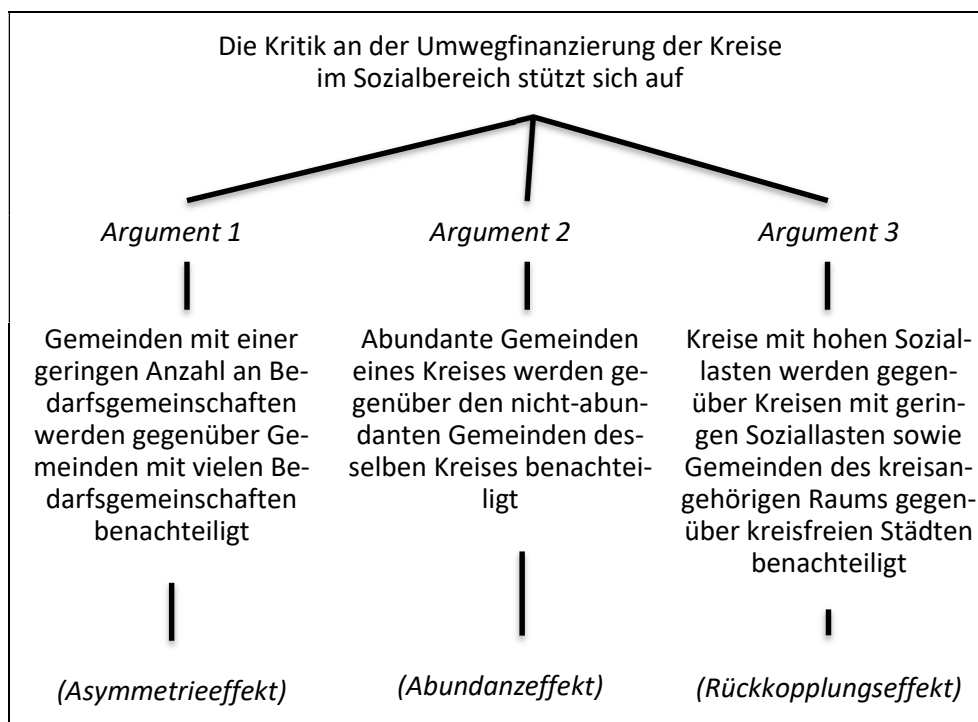 Die Kritik an der Umwegfinanzierung der Kreise
im Sozialbereich stützt sich auf
Argument 1
Argument 2
Argument 3
Gemeinden mit einer
geringen Anzahl an Be-
darfsgemeinschaften
werden gegenüber Ge-
meinden mit vielen Be-
darfsgemeinschaften
benachteiligt
Abundante Gemeinden
eines Kreises werden ge-
genüber den nicht-abun-
danten Gemeinden des-
selben Kreises benachtei-
ligt
Kreise mit hohen Sozial-
lasten werden gegen-
über Kreisen mit gerin-
gen Soziallasten sowie
Gemeinden des kreisan-
gehörigen Raums gegen-
über kreisfreien Städten
benachteiligt
(Asymmetrieeffekt)
(Abundanzeffekt)
(Rückkopplungseffekt)